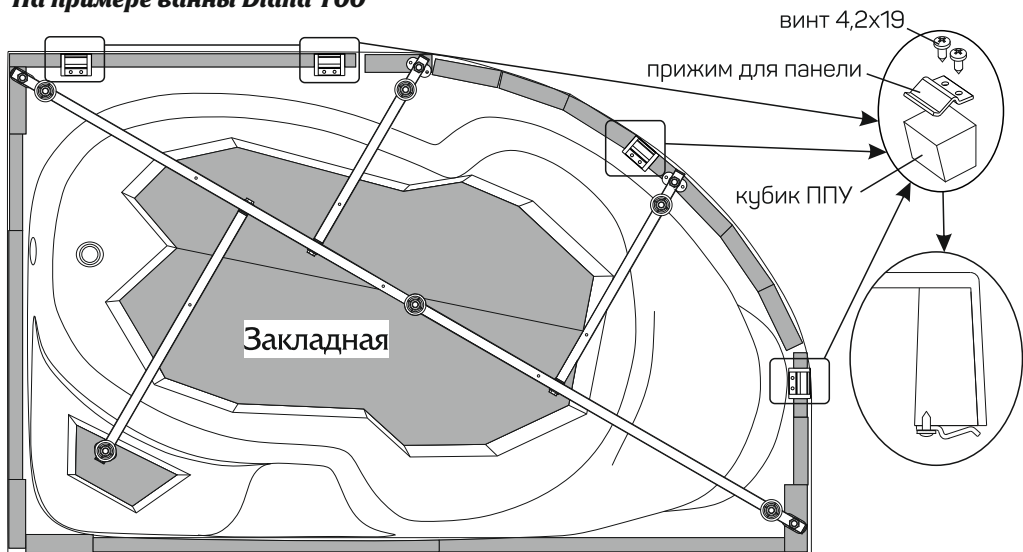 На примере ванны Diana 160
винт 4,2х19
прижим для панели
кубик ППУ
Закладная